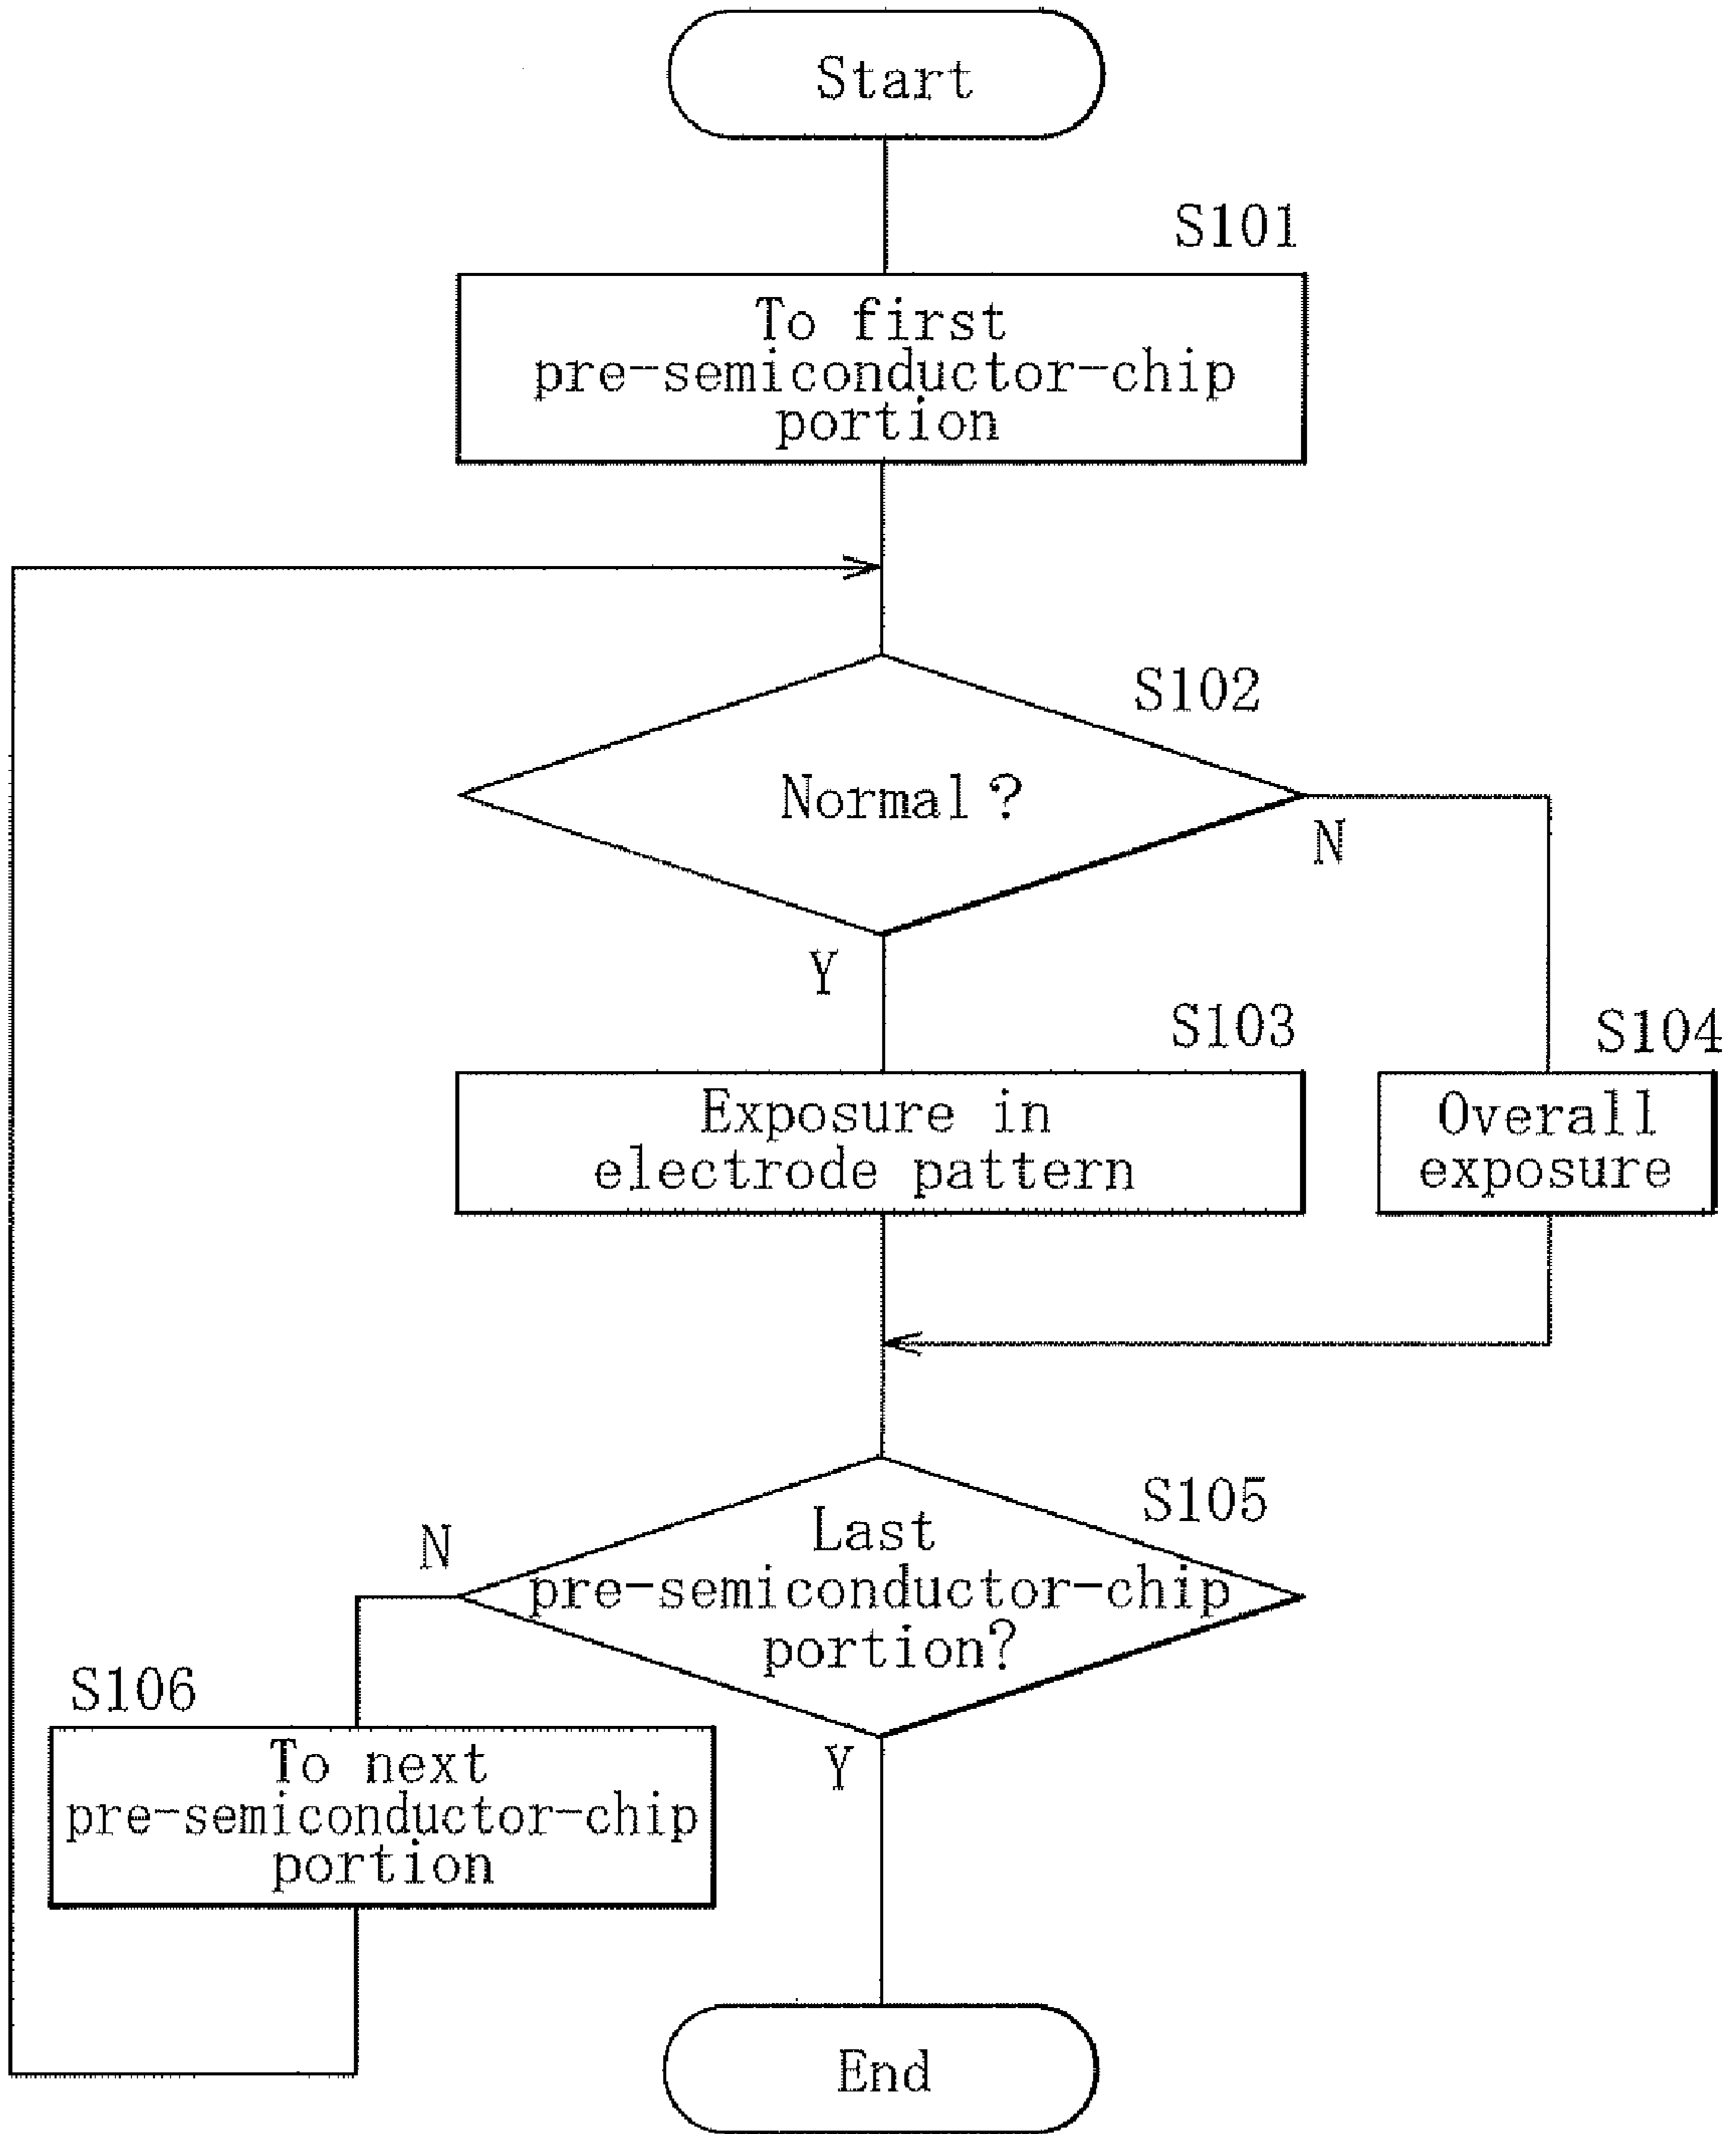 Start
S101
To first
pre-semiconductor-chip
portion
S102
Normal?
N
Y
S103
Exposure in
electrode pattern
S104
Overall
exposure
S105
Last
pre-semiconductor-chip
portion?
N
Y
S106
To next
pre-semiconductor-chip
portion
End